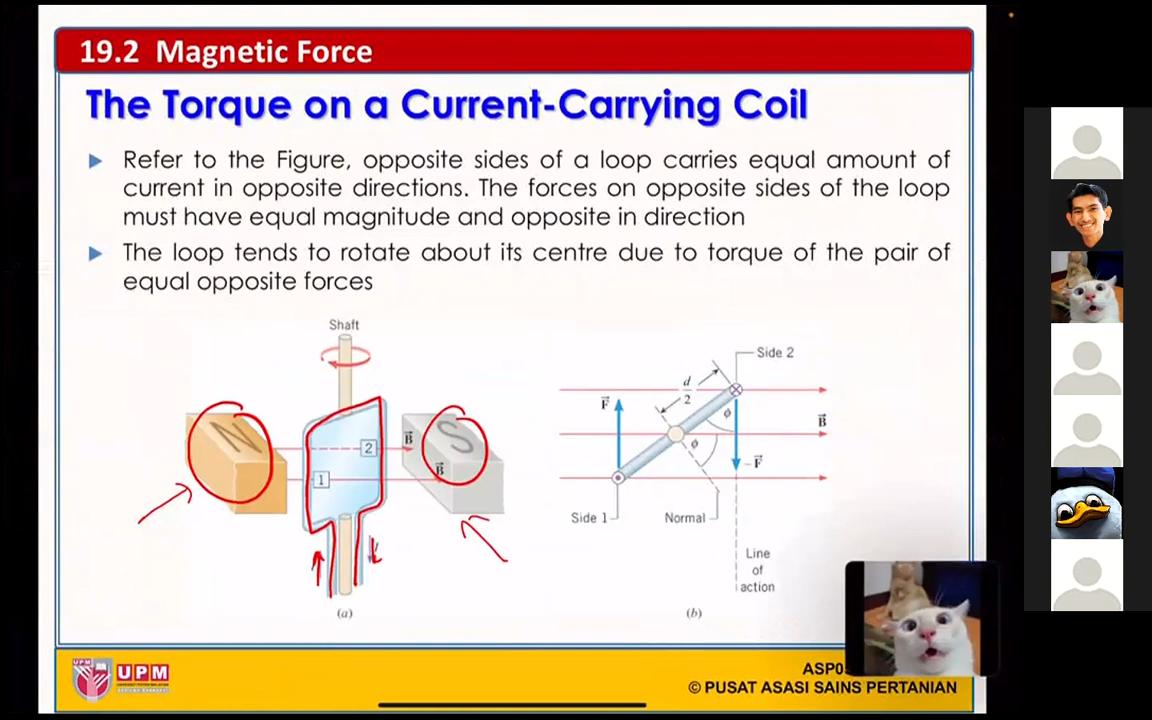 19.2 Magnetic Force
The Torque on a Current-Carrying Coil
Refer to the Figure, opposite sides of a loop carries equal amount of
current in opposite directions. The forces on opposite sides of the loop
must have equal magnitude and opposite in direction
The loop tends to rotate about its centre due to torque of the pair of
equal opposite forces
Shaft
N
S
B
B
2
1
(a)
Side 2
d
2
F
ϕ
B
ϕ
-F
Side 1
Normal
Line
of
action
(b)
UPM
UPM
ASP0
© PUSAT ASASI SAINS PERTANIAN